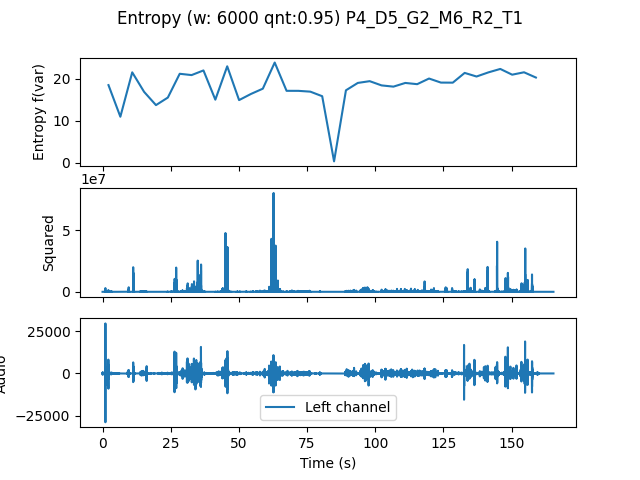 Entropy (w: 6000 qnt:0.95) P4_D5_G2_M6_R2_T1
Entropy f(var)
20
10
0
1e7
Squared
5
0
Audio
25000
0
−25000
Left channel
0 25 50 75 100 125 150
Time (s)